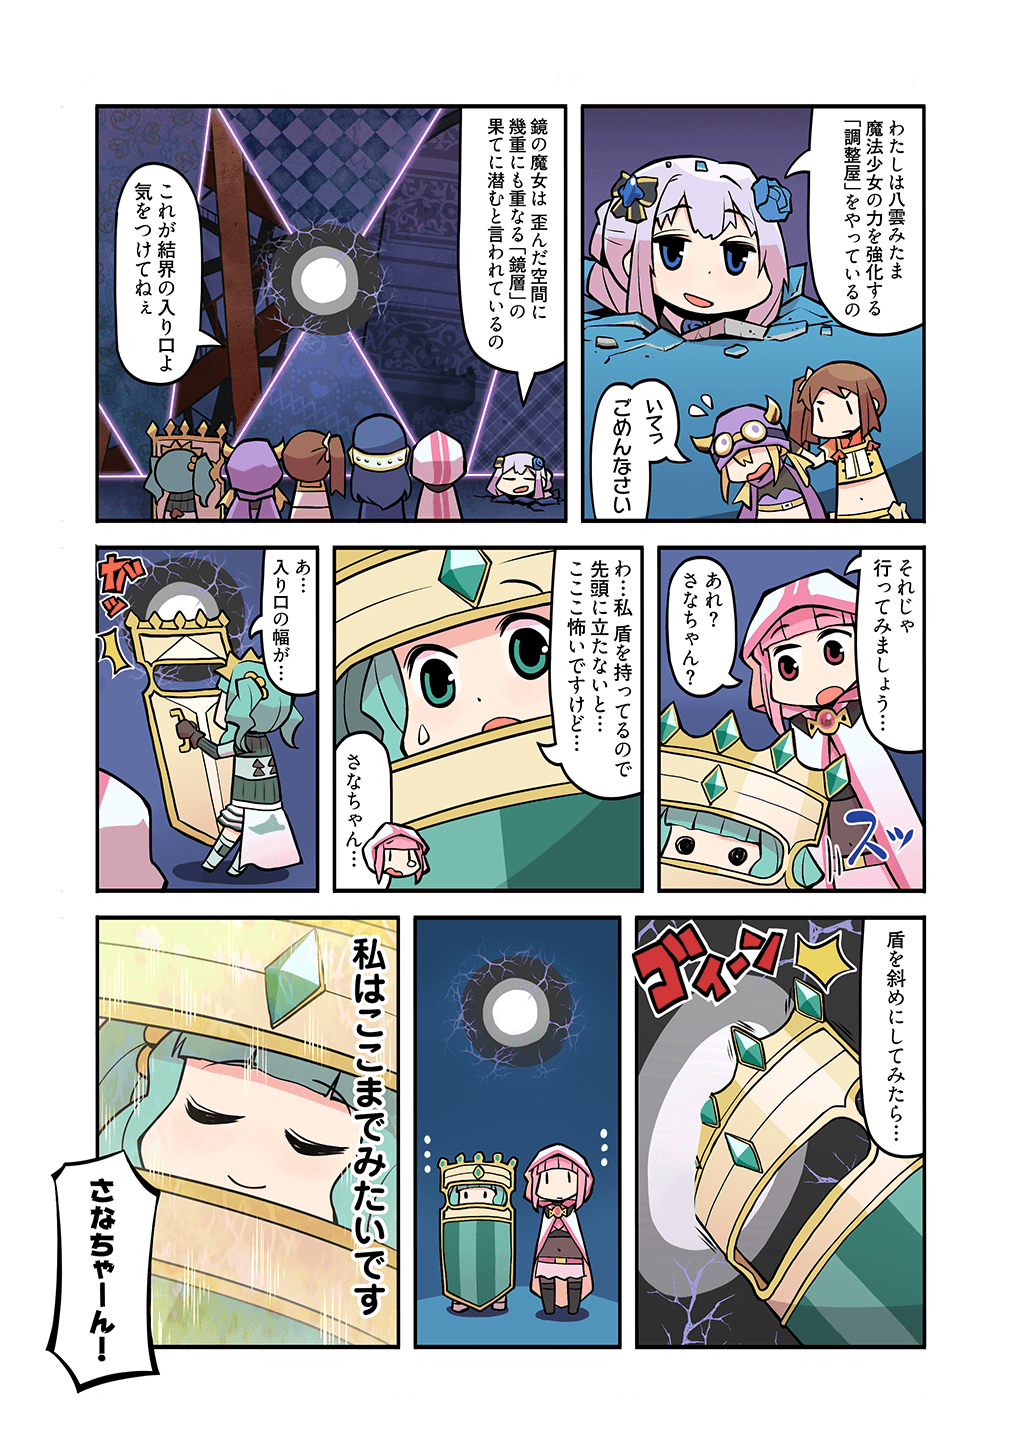 わたしは八雲みたま
魔法少女の力を強化する
「調整屋」をやっているの
いてっ
ごめんなさい
鏡の魔女は 歪んだ空間に
幾重にも重なる「鏡層」の
果てに潜むと言われているの
これが結界の入り口よ
気をつけてねぇ
それじゃ
行ってみましょう…
あれ?
さなちゃん?
ズッ
わ…私 盾を持ってるので
先頭に立たないと…
ここ怖いですけど…
さなちゃん…
あ…
入り口の幅が…
ガッ
盾を斜めにしてみたら…
ゴイーン
私はここまでみたいです
さなちゃーん!